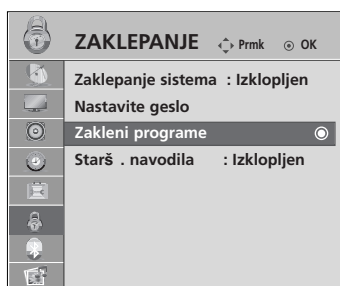 ZAKLEPANJE Prmk OK
Zaklepanje sistema : Izklopljen
Nastavite geslo
Zakleni programe
Starš . navodila : Izklopljen